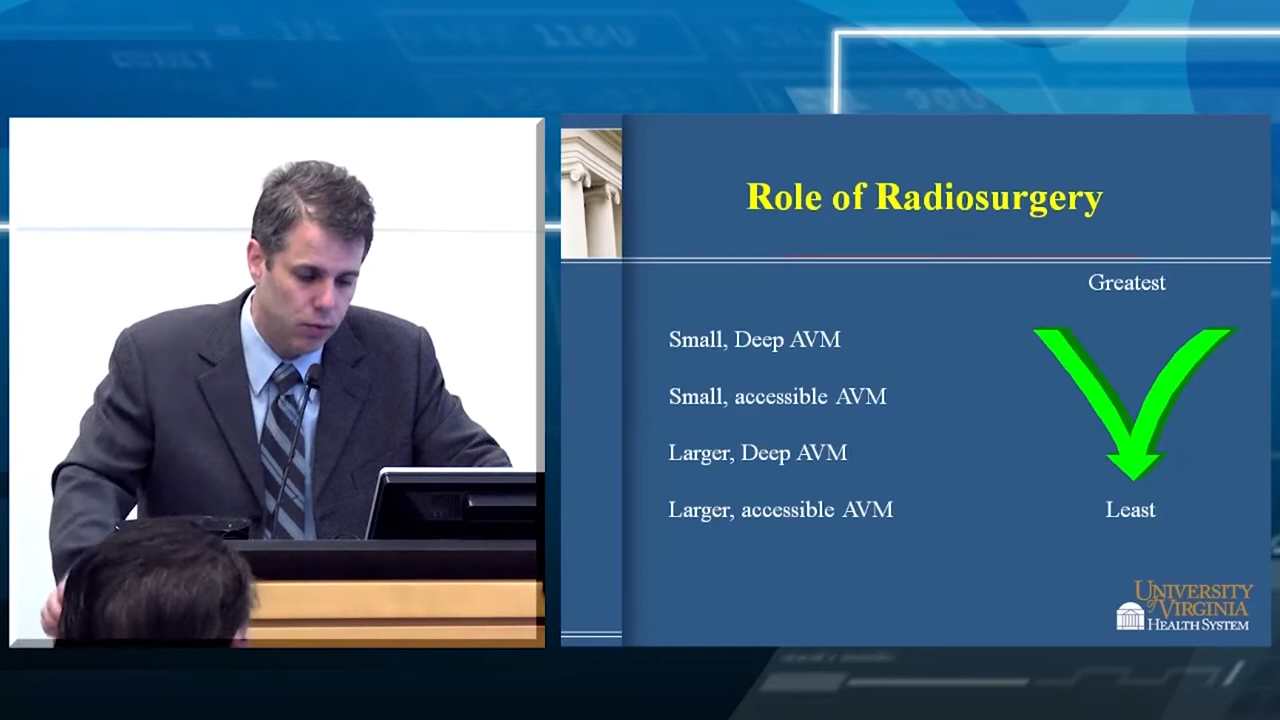 Role of Radiosurgery
Greatest
Small, Deep AVM
Small, accessible AVM
Larger, Deep AVM
Larger, accessible AVM
Least
UNIVERSITY
of VIRGINIA
HEALTH SYSTEM